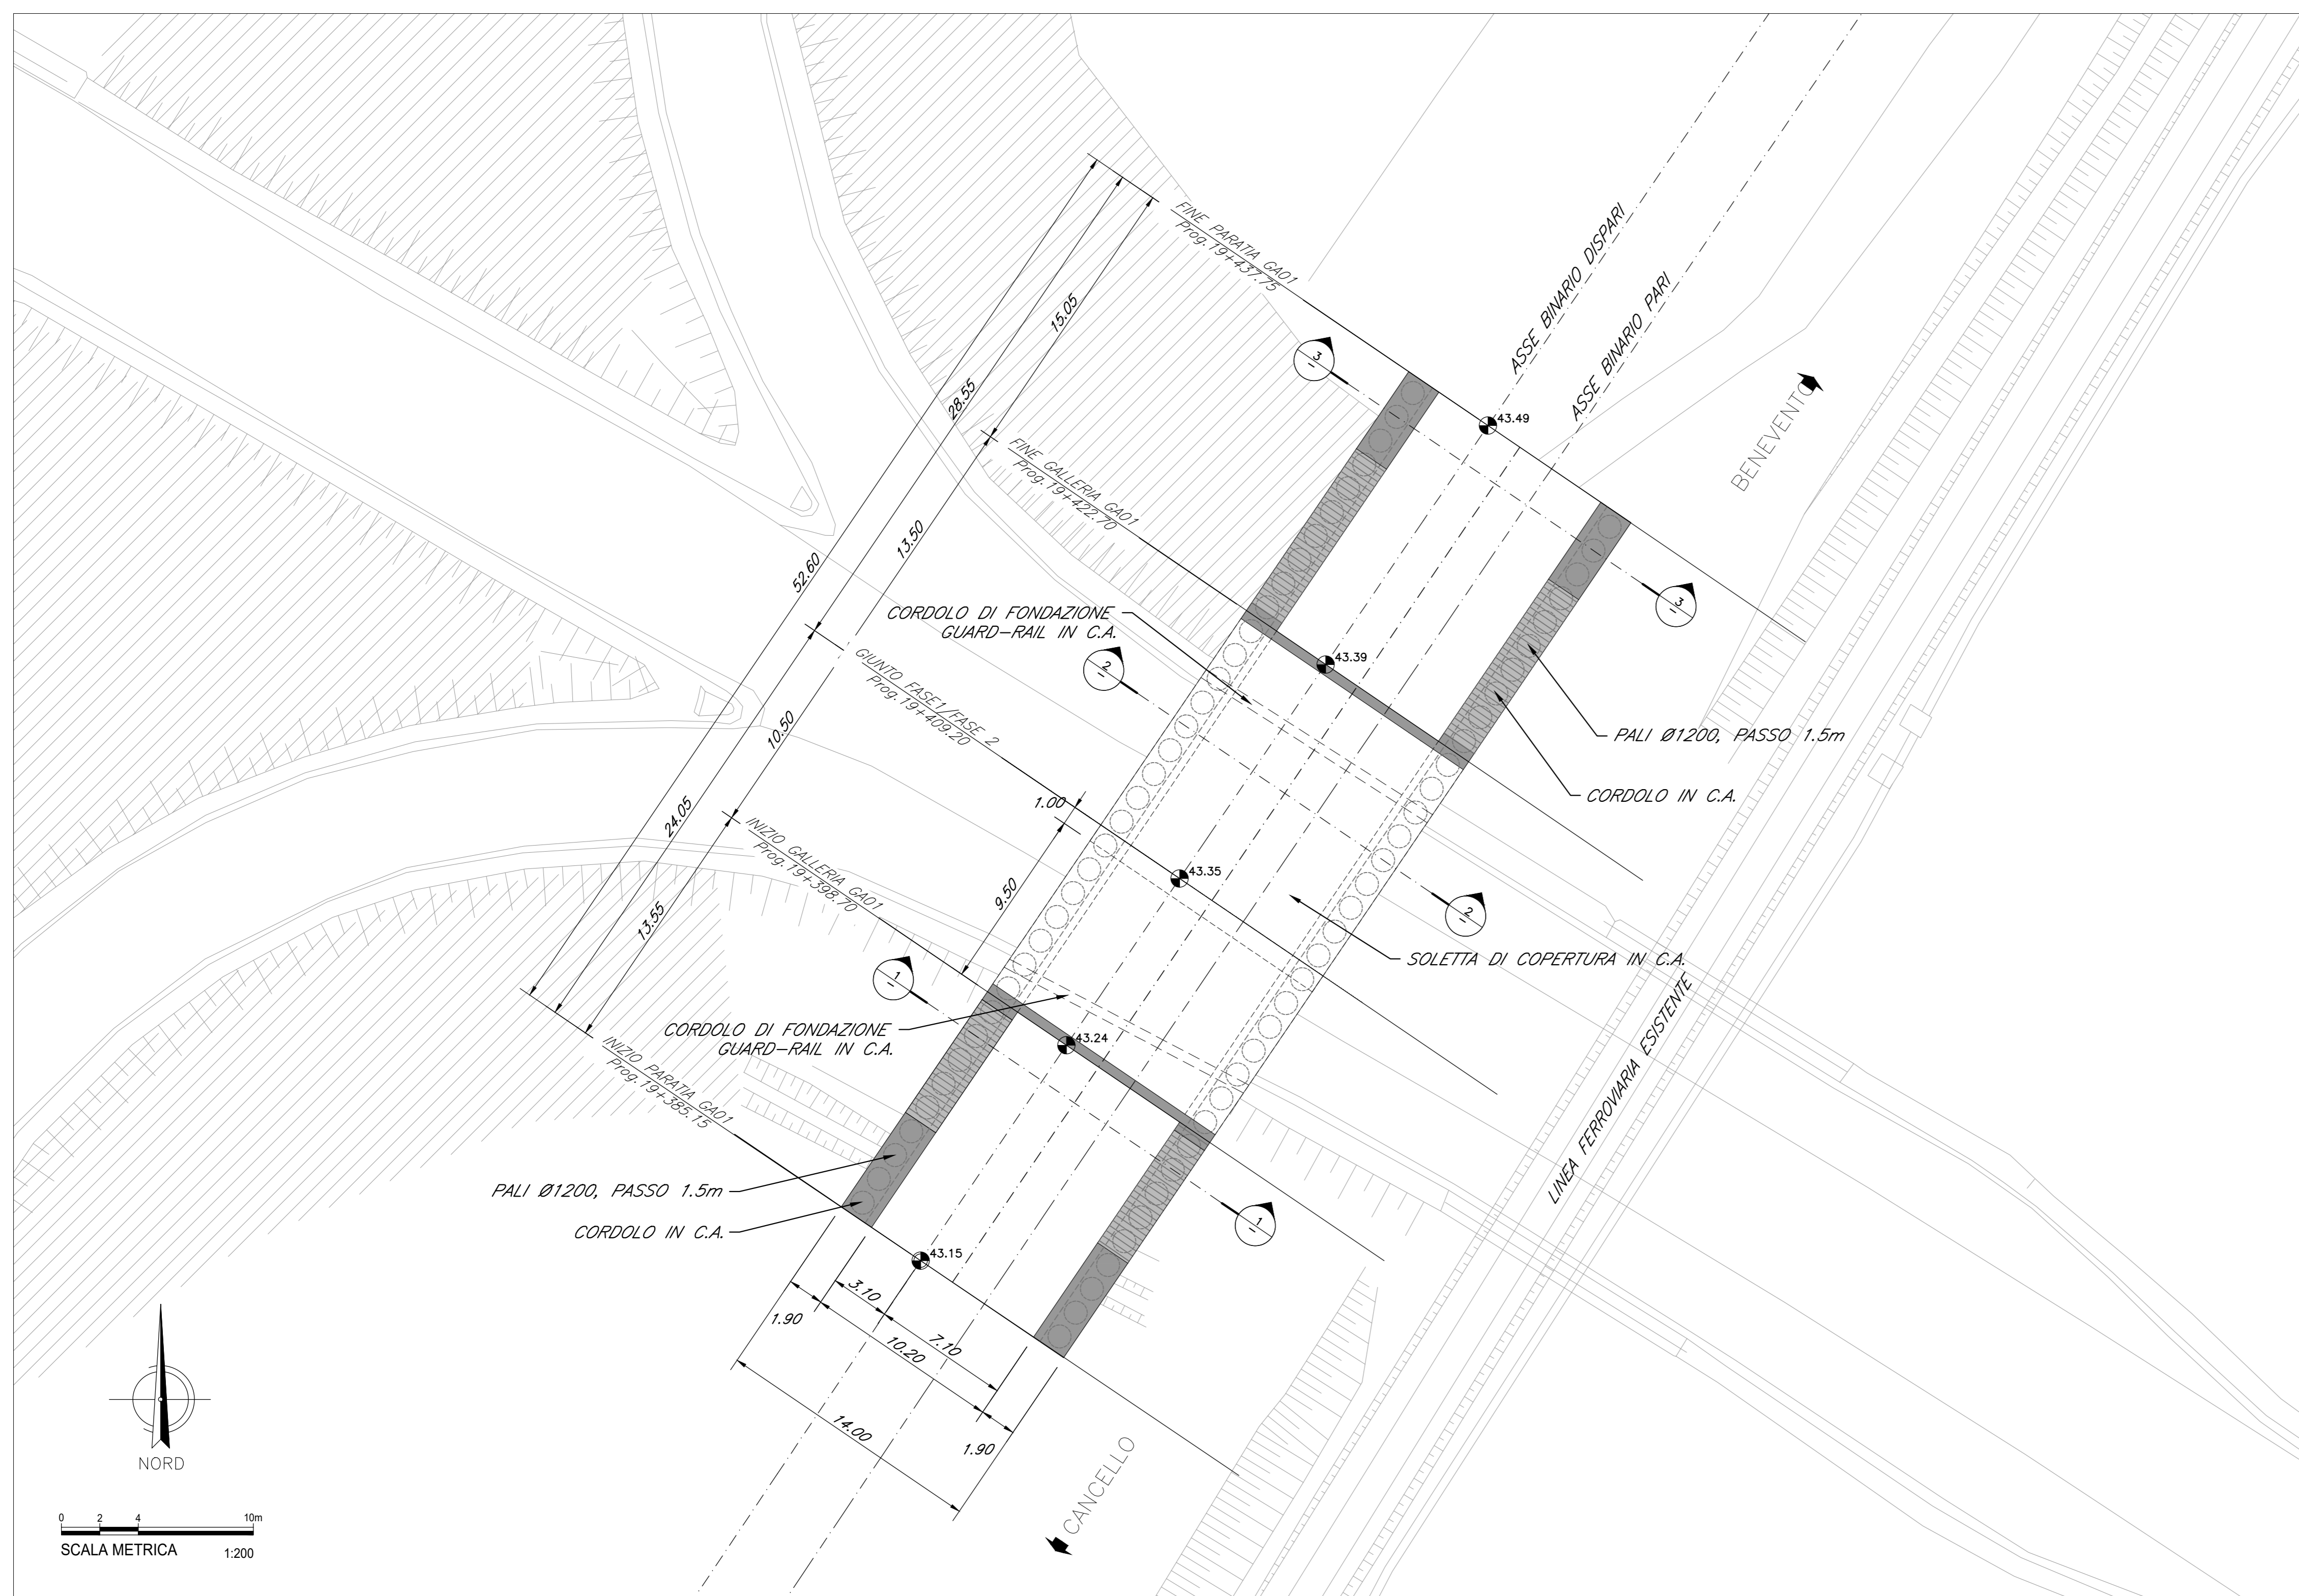 FINE PARATIA GA01
Prog.19+437.75
15.05
28.55
13.50
52.60
FINE GALLERIA GA01
Prog.19+422.70
ASSE BINARIO DISPARI
ASSE BINARIO PARI
BENEVENTO
3
-
43.49
3
-
CORDOLO DI FONDAZIONE
GUARD-RAIL IN C.A.
2
-
43.39
GIUNTO FASE1/FASE 2
Prog.19+409.20
10.50
24.05
13.55
PALI Ø1200, PASSO 1.5m
CORDOLO IN C.A.
1.00
9.50
INIZIO GALLERIA GA01
Prog.19+398.70
43.35
2
-
SOLETTA DI COPERTURA IN C.A.
1
-
CORDOLO DI FONDAZIONE
GUARD-RAIL IN C.A.
43.24
LINEA FERROVIARIA ESISTENTE
INIZIO PARATIA GA01
Prog.19+385.15
PALI Ø1200, PASSO 1.5m
CORDOLO IN C.A.
1
-
43.15
3.10
1.90
10.20
7.10
14.00
1.90
CANCELLO
NORD
0 2 4 10m
SCALA METRICA 1:200